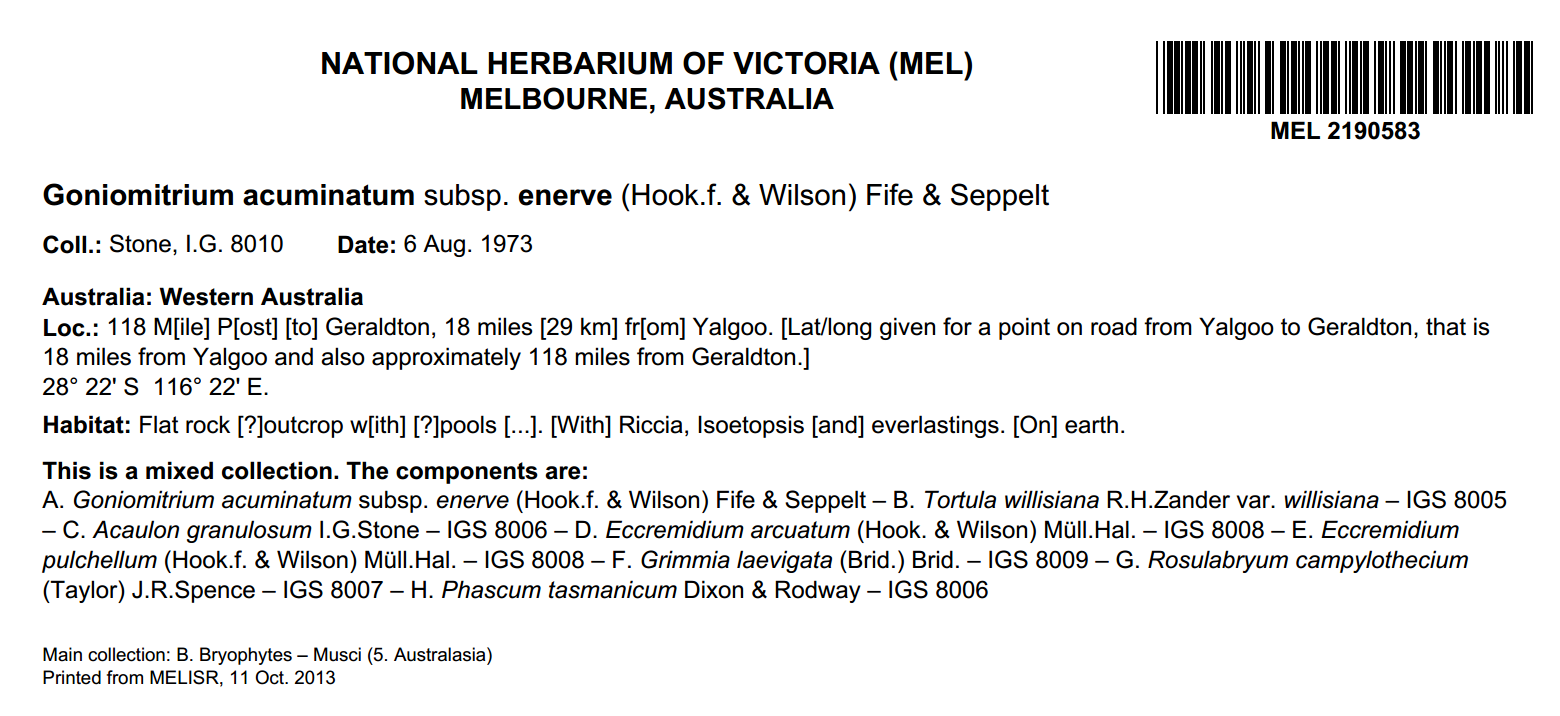 NATIONAL HERBARIUM OF VICTORIA (MEL)
MELBOURNE, AUSTRALIA
MEL 2190583
Goniomitrium acuminatum subsp. enerve (Hook.f. & Wilson) Fife & Seppelt
Coll.: Stone, I.G. 8010 Date: 6 Aug. 1973
Australia: Western Australia
Loc.: 118 M[ile] P[ost] [to] Geraldton, 18 miles [29 km] fr[om] Yalgoo. [Lat/long given for a point on road from Yalgoo to Geraldton, that is
18 miles from Yalgoo and also approximately 118 miles from Geraldton.]
28° 22' S 116° 22' E.
Habitat: Flat rock [?]outcrop w[ith] [?]pools [...]. [With] Riccia, Isoetopsis [and] everlastings. [On] earth.
This is a mixed collection. The components are:
A. Goniomitrium acuminatum subsp. enerve (Hook.f. & Wilson) Fife & Seppelt – B. Tortula willisiana R.H.Zander var. willisiana – IGS 8005
– C. Acaulon granulosum I.G.Stone – IGS 8006 – D. Eccremidium arcuatum (Hook. & Wilson) Müll.Hal. – IGS 8008 – E. Eccremidium
pulchellum (Hook.f. & Wilson) Müll.Hal. – IGS 8008 – F. Grimmia laevigata (Brid.) Brid. – IGS 8009 – G. Rosulabryum campylothecium
(Taylor) J.R.Spence – IGS 8007 – H. Phascum tasmanicum Dixon & Rodway – IGS 8006
Main collection: B. Bryophytes – Musci (5. Australasia)
Printed from MELISR, 11 Oct. 2013